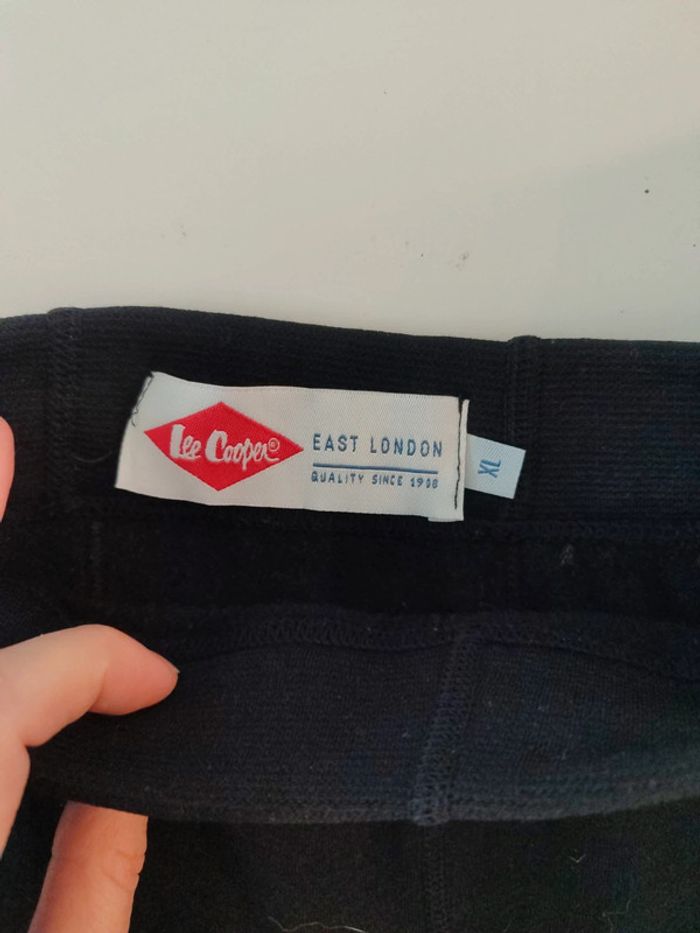 Lee Cooper®
EAST LONDON
QUALITY SINCE 1908
XL